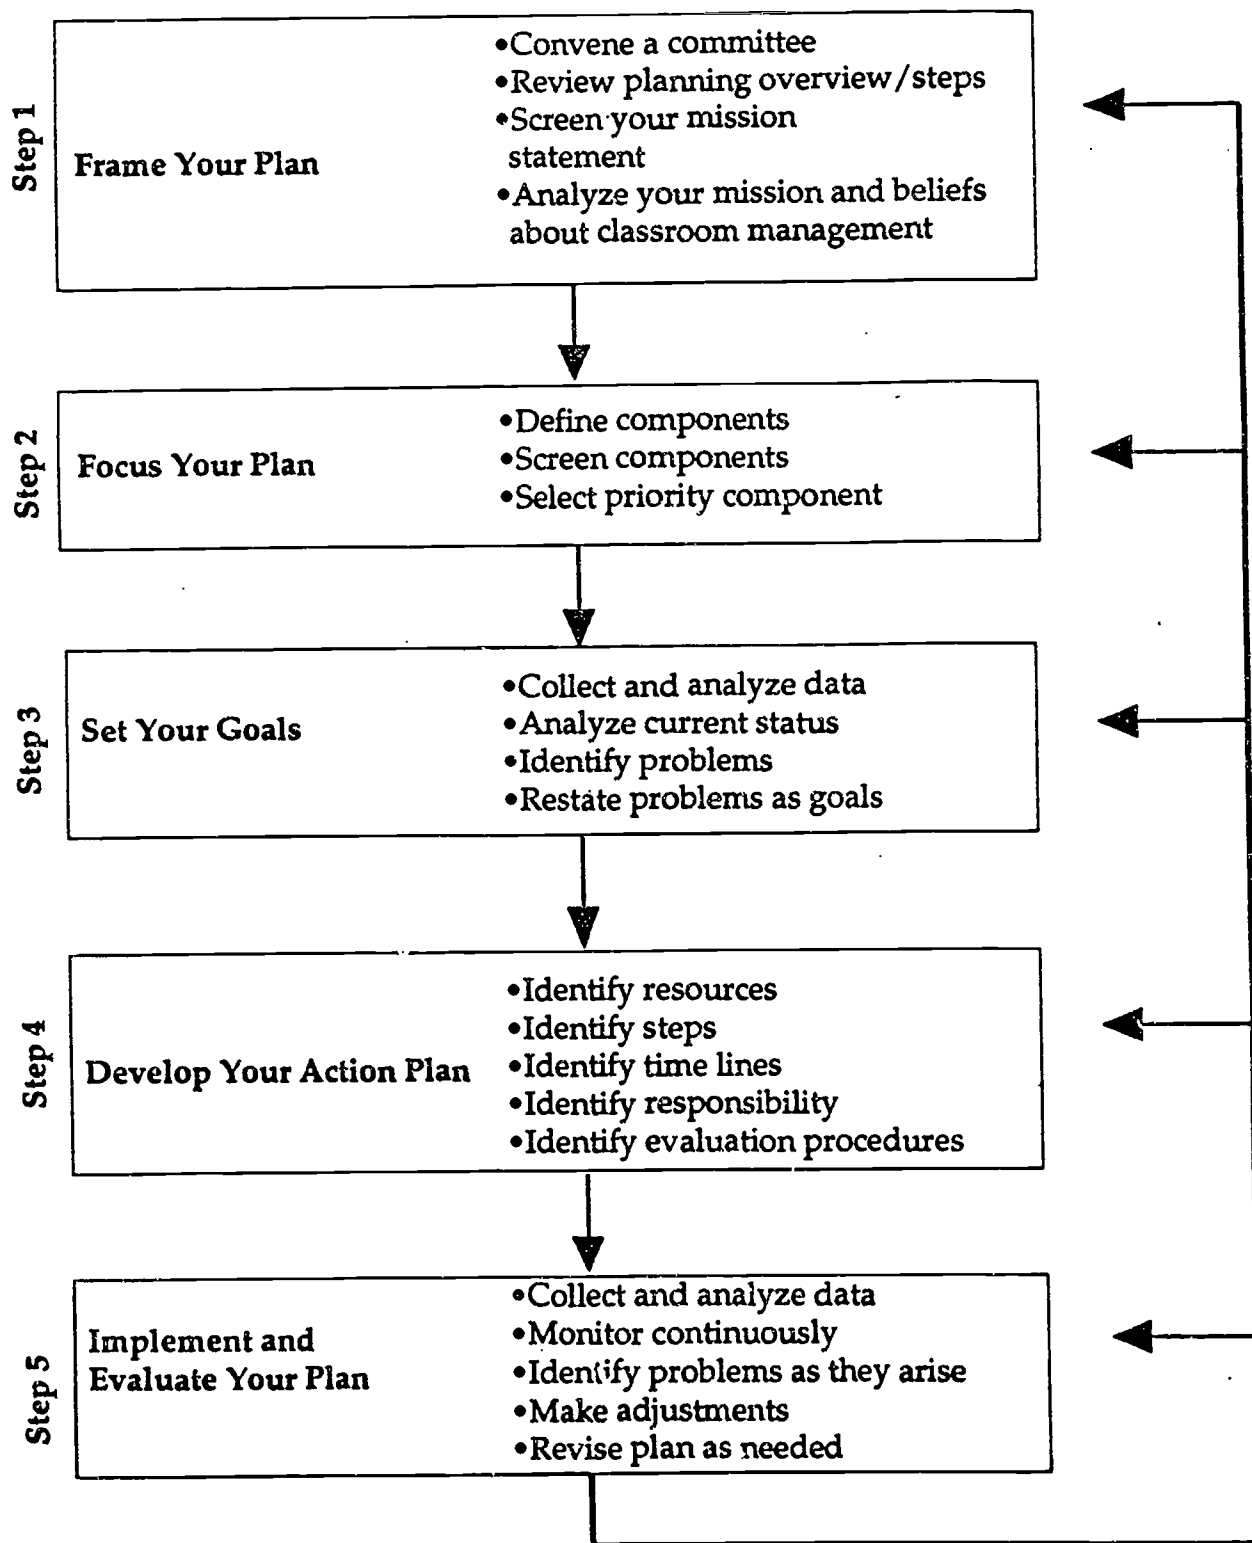 Step 1
Frame Your Plan
•Convene a committee
•Review planning overview/steps
•Screen your mission
statement
•Analyze your mission and beliefs
about classroom management
Step 2
Focus Your Plan
•Define components
•Screen components
•Select priority component
Step 3
Set Your Goals
•Collect and analyze data
•Analyze current status
•Identify problems
•Restate problems as goals
Step 4
Develop Your Action Plan
•Identify resources
•Identify steps
•Identify time lines
•Identify responsibility
•Identify evaluation procedures
Step 5
Implement and
Evaluate Your Plan
•Collect and analyze data
•Monitor continuously
•Identify problems as they arise
•Make adjustments
•Revise plan as needed